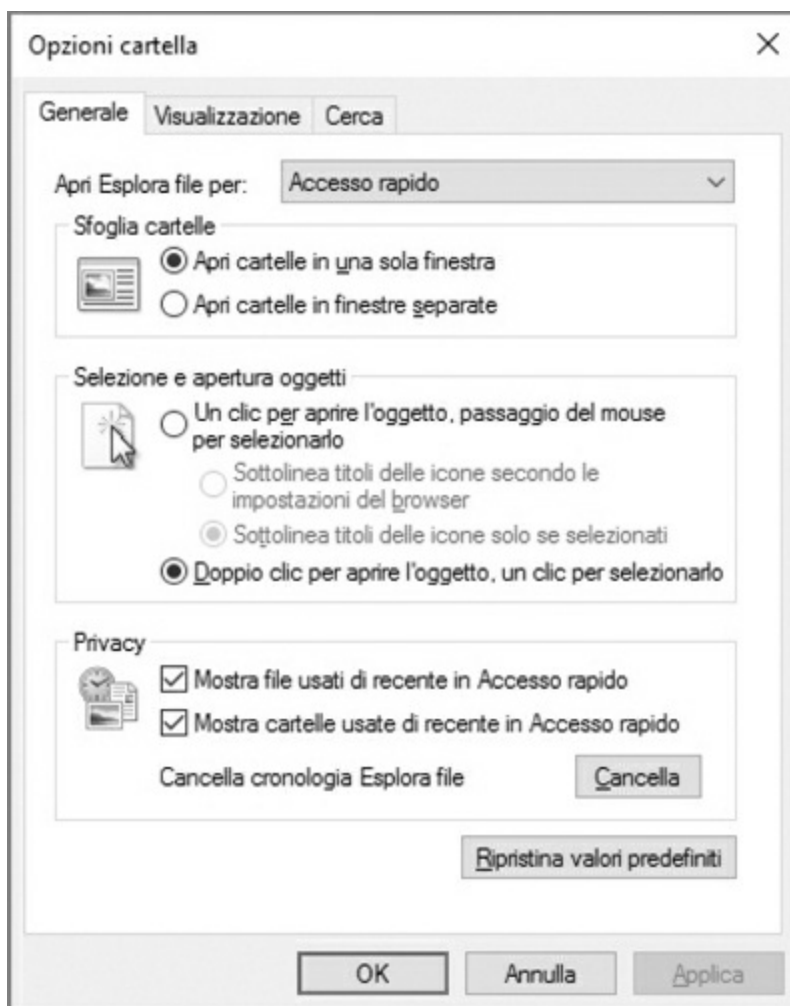 Opzioni cartella
Generale Visualizzazione Cerca
Apri Esplora file per: Accesso rapido
Sfoglia cartelle
Apri cartelle in una sola finestra
Apri cartelle in finestre separate
Selezione e apertura oggetti
Un clic per aprire l'oggetto, passaggio del mouse
per selezionarlo
Sottolinea titoli delle icone secondo le
impostazioni del browser
Sottolinea titoli delle icone solo se selezionati
Doppio clic per aprire l'oggetto, un clic per selezionarlo
Privacy
Mostra file usati di recente in Accesso rapido
Mostra cartelle usate di recente in Accesso rapido
Cancella cronologia Esplora file Cancella
Ripristina valori predefiniti
OK Annulla Applica